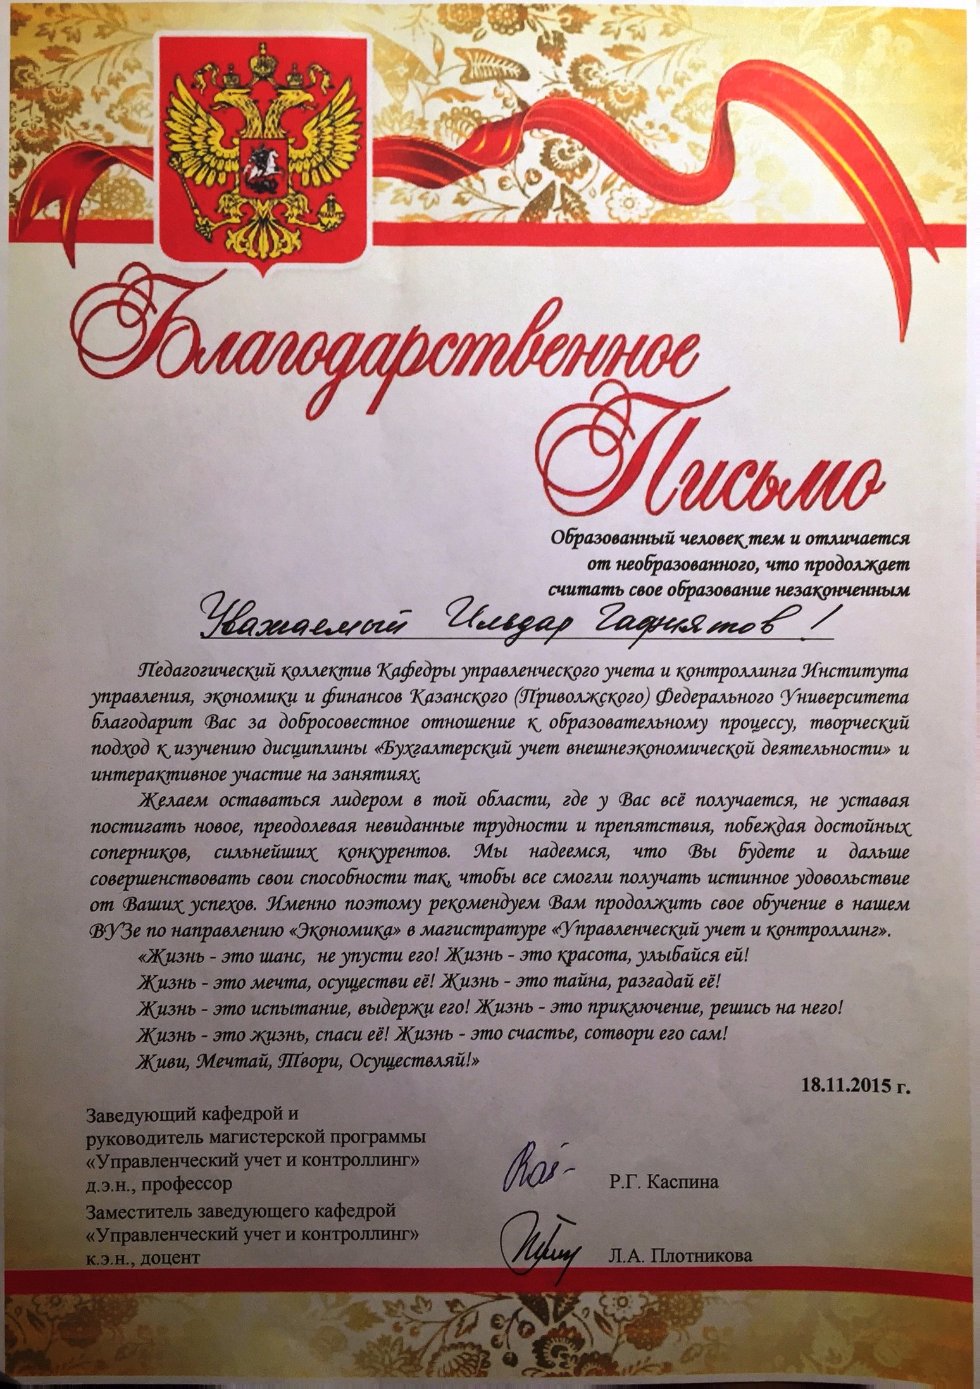 Благодарственное
Письмо
Образованный человек тем и отличается
от необразованного, что продолжает
считать свое образование незаконченным
Уважаемый Ильдар Гафиятов !
Педагогический коллектив Кафедры управленческого учета и контроллинга Института
управления, экономики и финансов Казанского (Приволжского) Федерального Университета
благодарит Вас за добросовестное отношение к образовательному процессу, творческий
подход к изучению дисциплины «Бухгалтерский учет внешнеэкономической деятельности» и
интерактивное участие на занятиях.
Желаем оставаться лидером в той области, где у Вас всё получается, не уставая
постигать новое, преодолевая невиданные трудности и препятствия, побеждая достойных
соперников, сильнейших конкурентов. Мы надеемся, что Вы будете и дальше
совершенствовать свои способности так, чтобы все смогли получать истинное удовольствие
от Ваших успехов. Именно поэтому рекомендуем Вам продолжить свое обучение в нашем
ВУЗе по направлению «Экономика» в магистратуре «Управленческий учет и контроллинг».
«Жизнь - это шанс, не упусти его! Жизнь - это красота, улыбайся ей!
Жизнь - это мечта, осуществи её! Жизнь - это тайна, разгадай её!
Жизнь - это испытание, выдержи его! Жизнь - это приключение, решись на него!
Жизнь - это жизнь, спаси её! Жизнь - это счастье, сотвори его сам!
Живи, Мечтай, Твори, Осуществляй!»
18.11.2015 г.
Заведующий кафедрой и
руководитель магистерской программы
«Управленческий учет и контроллинг»
д.э.н., профессор Р.Г. Каспина
Заместитель заведующего кафедрой
«Управленческий учет и контроллинг»
к.э.н., доцент Л.А. Плотникова